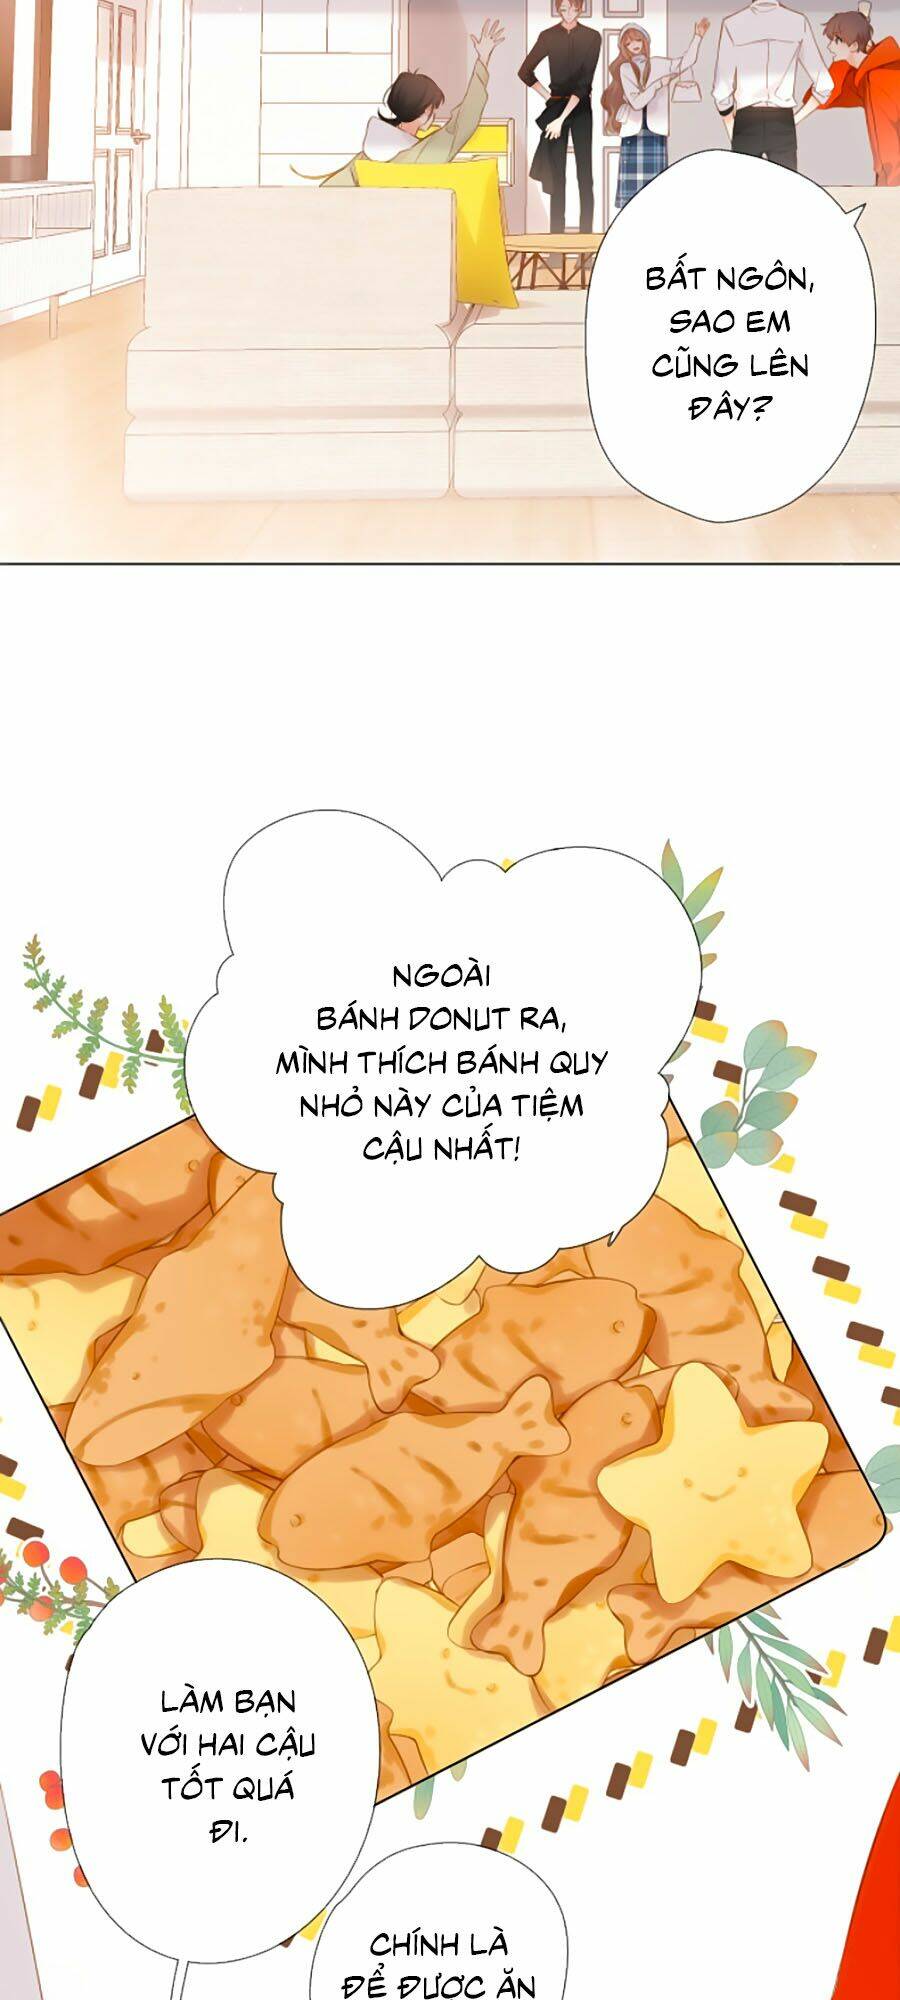 BẤT NGÔN,
SAO EM
CŨNG LÊN
ĐÂY?
NGOÀI
BÁNH DONUT RA,
MÌNH THÍCH BÁNH QUY
NHỎ NÀY CỦA TIỆM
CẬU NHẤT!
LÀM BẠN
VỚI HAI CẬU
TỐT QUÁ
ĐI.
CHÍNH LÀ
ĐỂ ĐƯỢC ĂN